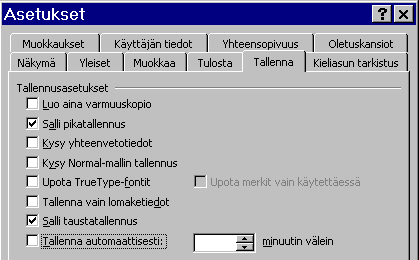 Asetukset
Muokkaukset Käyttäjän tiedot Yhteensopivuus Oletuskansiot
Näkymä Yleiset Muokkaa Tulosta Tallenna Kieliasun tarkistus
Tallennusasetukset
Luo aina varmuuskopio
Salli pikatallennus
Kysy yhteenvetotiedot
Kysy Normal-mallin tallennus
Upota TrueType-fontit Upota merkit vain käytettäessä
Tallenna vain lomaketiedot
Salli taustatallennus
Tallenna automaattisesti: minuutin välein